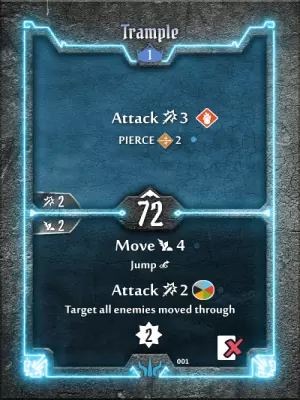 Trample
1
Attack 3
PIERCE 2
2
72
2
Move 4
Jump
Attack 2
Target all enemies moved through
2
001